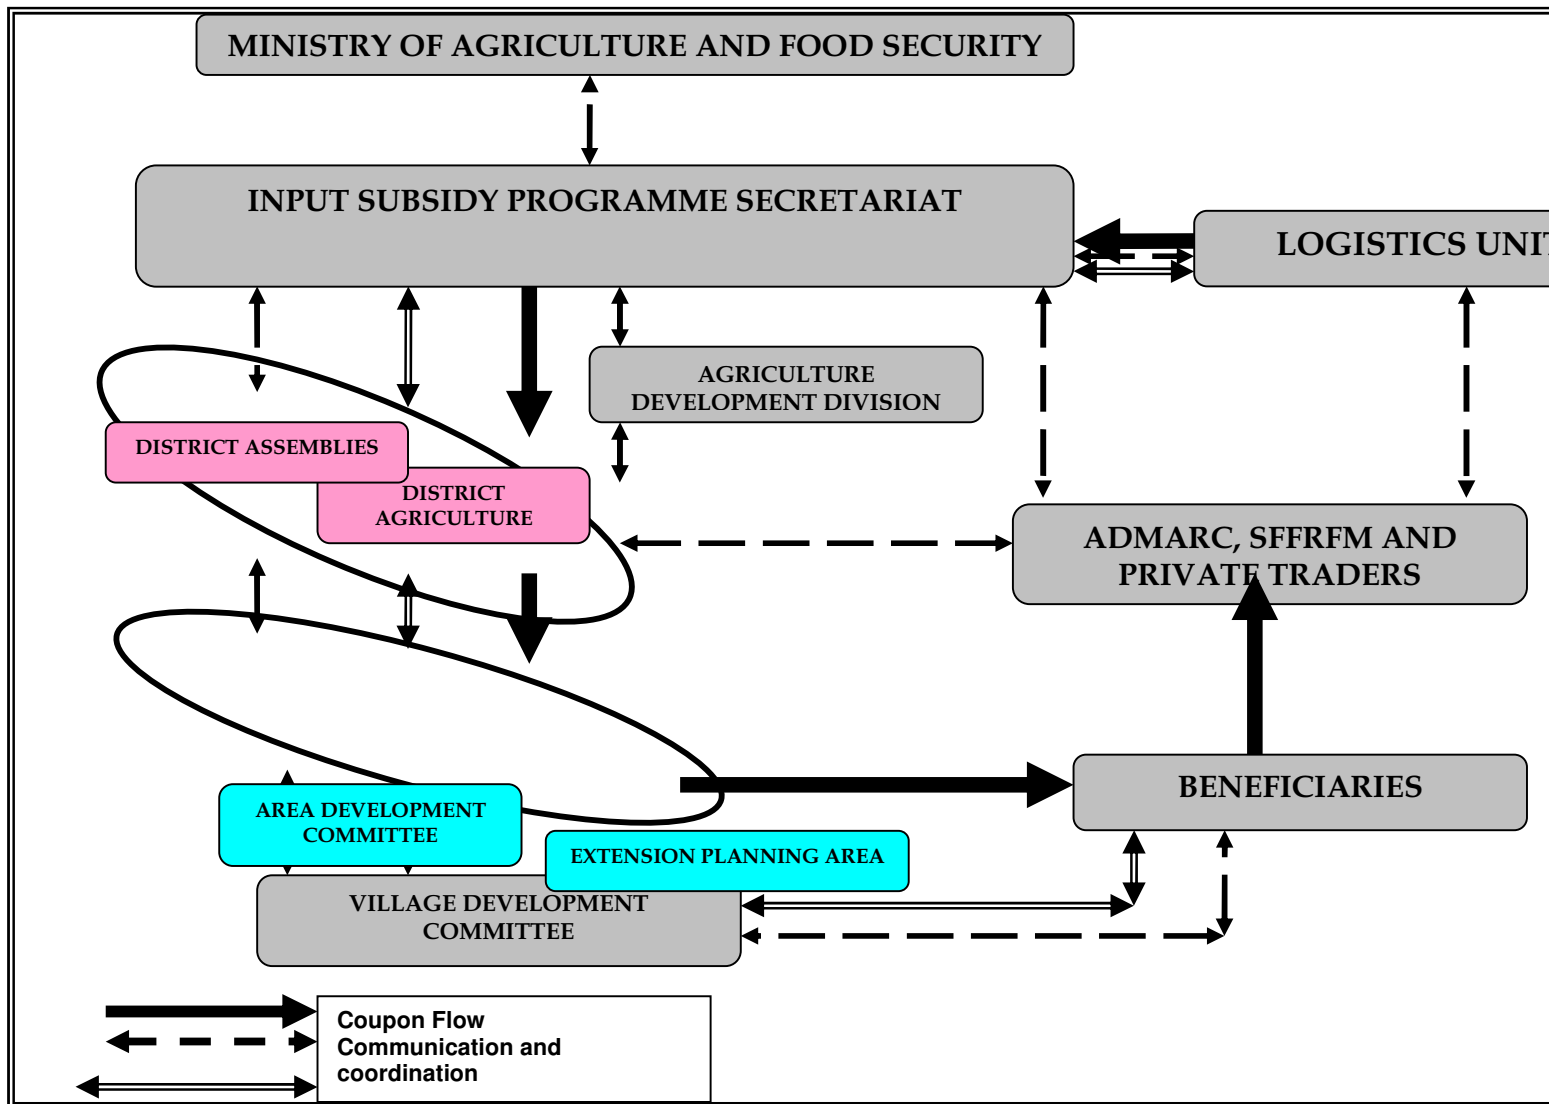 MINISTRY OF AGRICULTURE AND FOOD SECURITY
INPUT SUBSIDY PROGRAMME SECRETARIAT
LOGISTICS UNIT
AGRICULTURE
DEVELOPMENT DIVISION
DISTRICT ASSEMBLIES
DISTRICT
AGRICULTURE
ADMARC, SFFRFM AND
PRIVATE TRADERS
BENEFICIARIES
AREA DEVELOPMENT
COMMITTEE
EXTENSION PLANNING AREA
VILLAGE DEVELOPMENT
COMMITTEE
Coupon Flow
Communication and
coordination